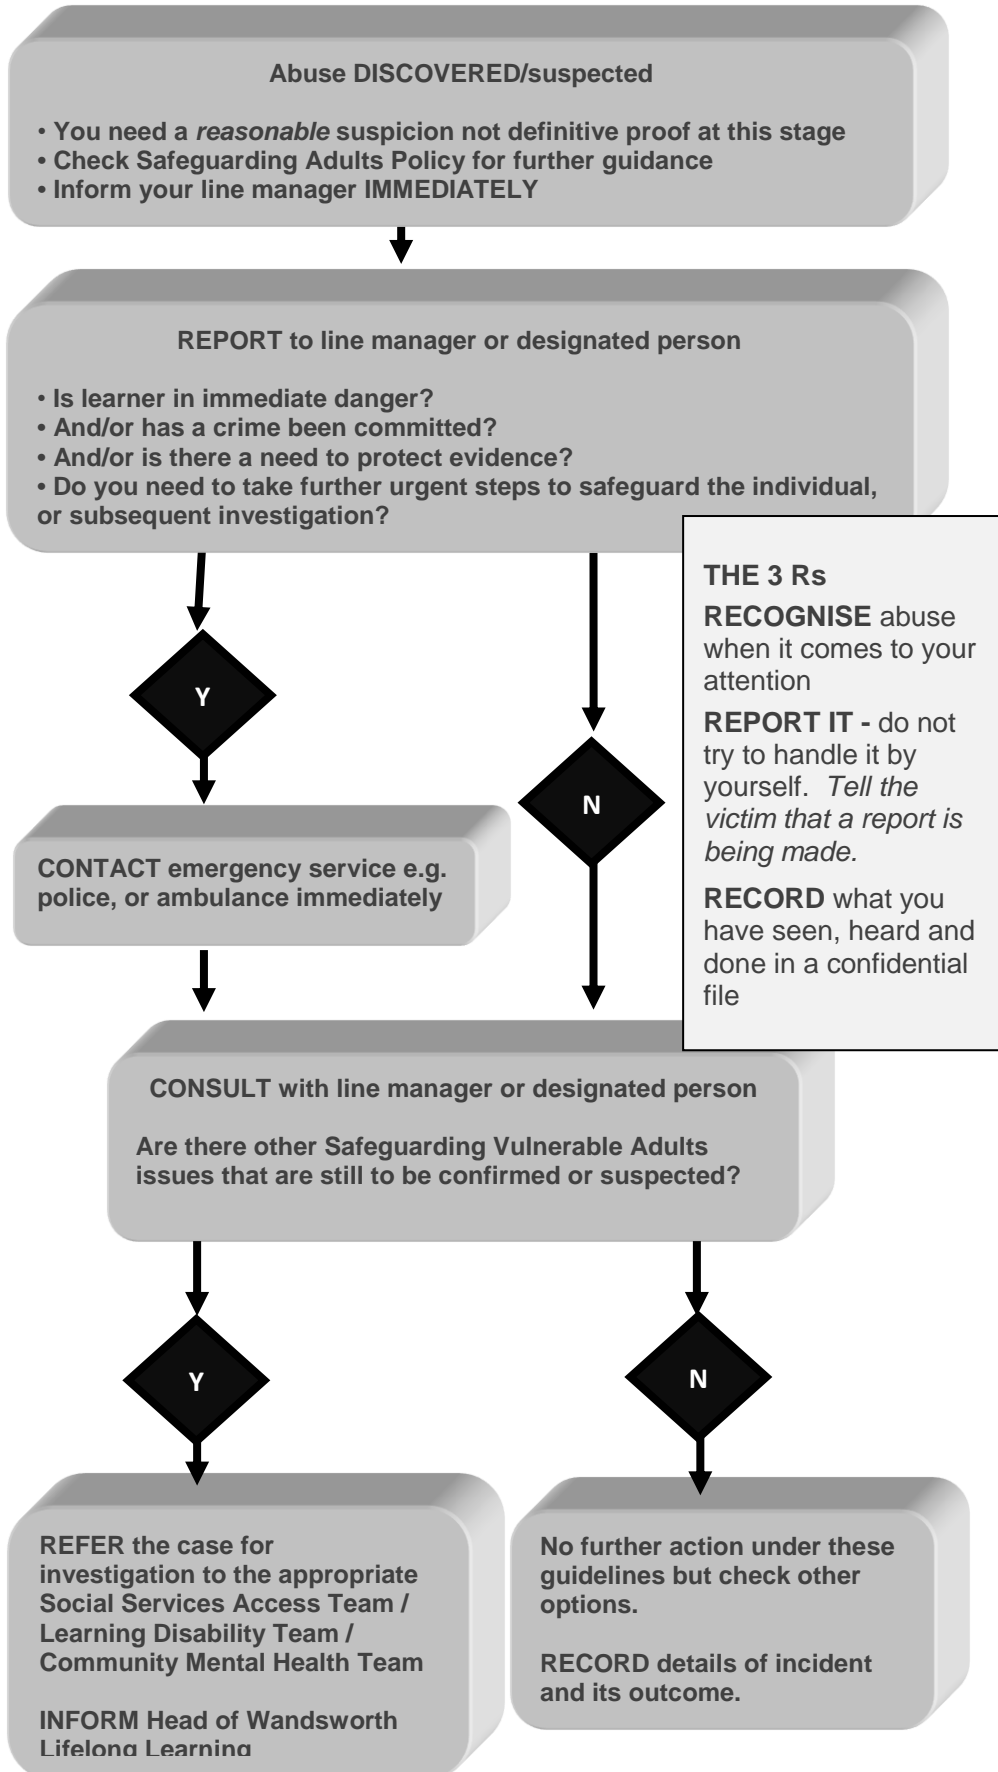 Abuse DISCOVERED/suspected
• You need a reasonable suspicion not definitive proof at this stage
• Check Safeguarding Adults Policy for further guidance
• Inform your line manager IMMEDIATELY
REPORT to line manager or designated person
• Is learner in immediate danger?
• And/or has a crime been committed?
• And/or is there a need to protect evidence?
• Do you need to take further urgent steps to safeguard the individual,
or subsequent investigation?
THE 3 Rs
RECOGNISE abuse
when it comes to your
attention
REPORT IT - do not
try to handle it by
yourself. Tell the
victim that a report is
being made.
RECORD what you
have seen, heard and
done in a confidential
file
Y
N
CONTACT emergency service e.g.
police, or ambulance immediately
CONSULT with line manager or designated person
Are there other Safeguarding Vulnerable Adults
issues that are still to be confirmed or suspected?
Y
N
REFER the case for
investigation to the appropriate
Social Services Access Team /
Learning Disability Team /
Community Mental Health Team
INFORM Head of Wandsworth
Lifelong Learning
No further action under these
guidelines but check other
options.
RECORD details of incident
and its outcome.